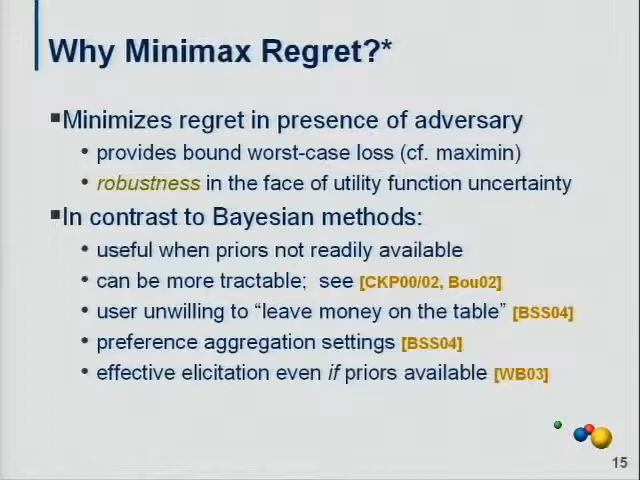 Why Minimax Regret?*
▪Minimizes regret in presence of adversary
• provides bound worst-case loss (cf. maximin)
• robustness in the face of utility function uncertainty
▪In contrast to Bayesian methods:
• useful when priors not readily available
• can be more tractable; see [CKP00/02, Bou02]
• user unwilling to “leave money on the table” [BSS04]
• preference aggregation settings [BSS04]
• effective elicitation even if priors available [WB03]
15